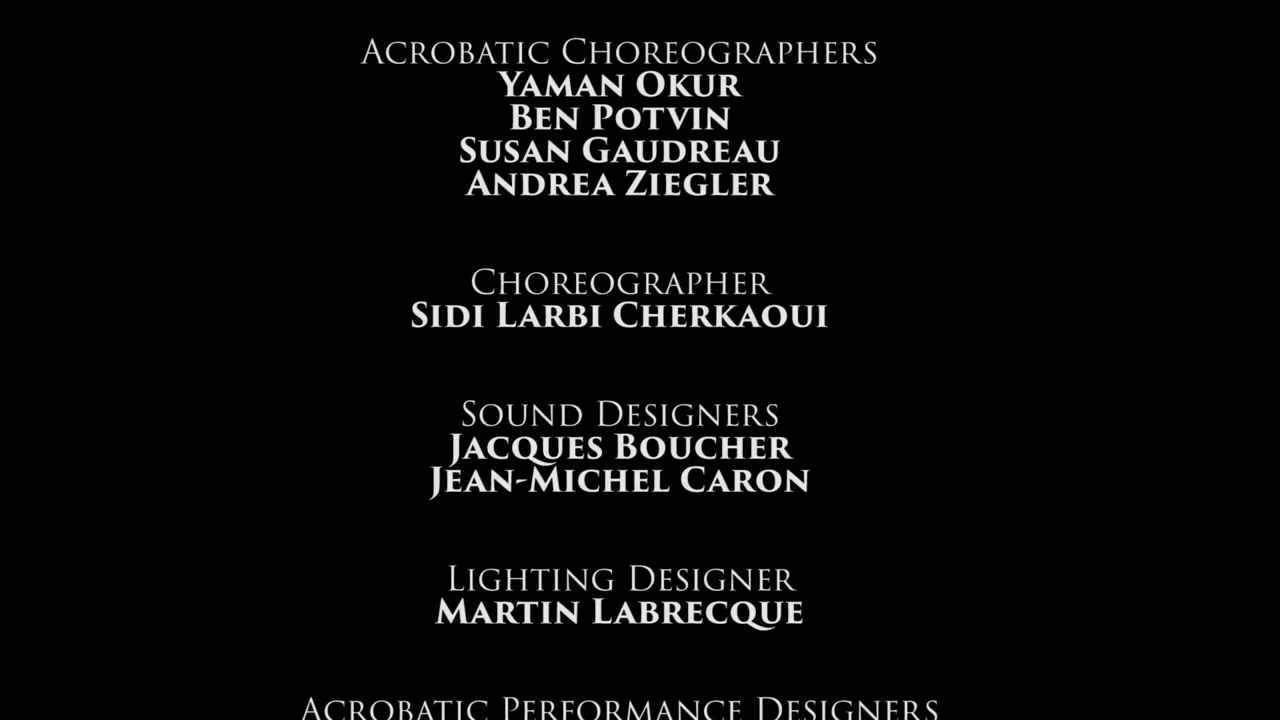 Acrobatic Choreographers
Yaman Okur
Ben Potvin
Susan Gaudreau
Andrea Ziegler
Choreographer
Sidi Larbi Cherkaoui
Sound Designers
Jacques Boucher
Jean-Michel Caron
Lighting Designer
Martin Labrecque
Acrobatic Performance Designers